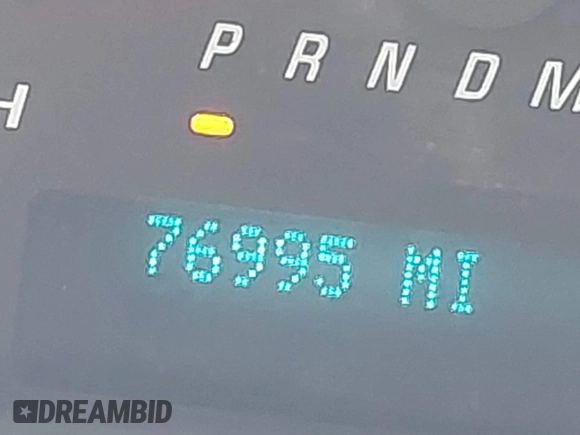 P R N D M
H
76995 MI
DREAMBID